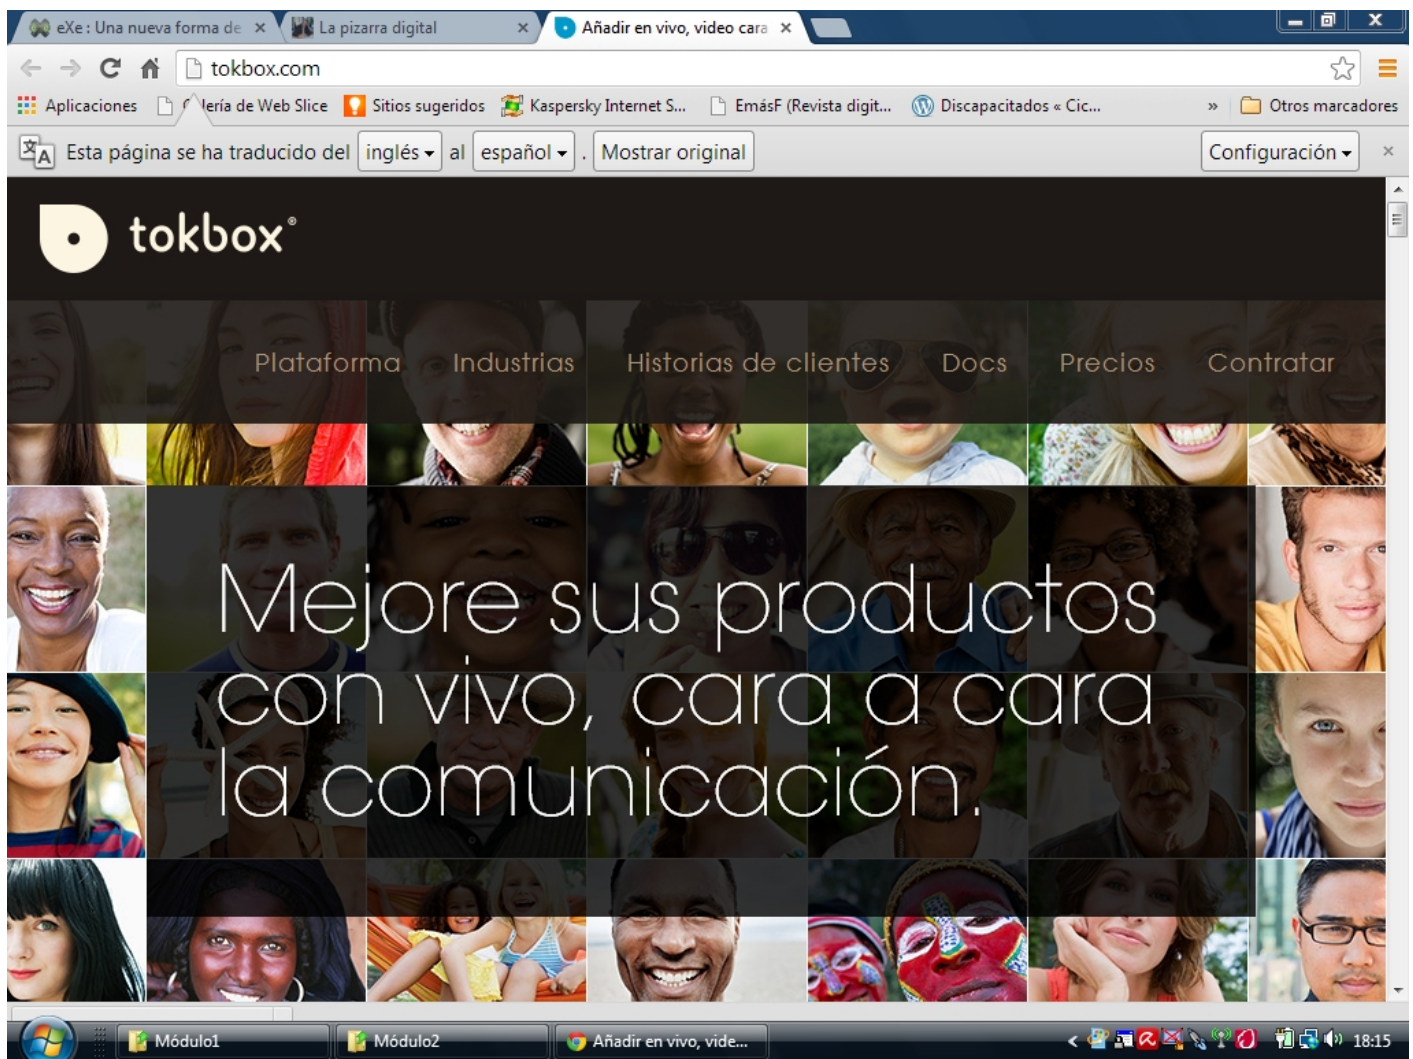 eXe : Una nueva forma de
La pizarra digital
Añadir en vivo, video cara
tokbox.com
Aplicaciones
lería de Web Slice
Sitios sugeridos
Kaspersky Internet S...
EmásF (Revista digit...
Discapacitados « Cic...
»
Otros marcadores
Esta página se ha traducido del inglés al español . Mostrar original
Configuración
tokbox®
Plataforma Industrias Historias de clientes Docs Precios Contratar
Mejore sus productos
con vivo, cara a cara
la comunicación.
Módulo1
Módulo2
Añadir en vivo, vide...
18:15